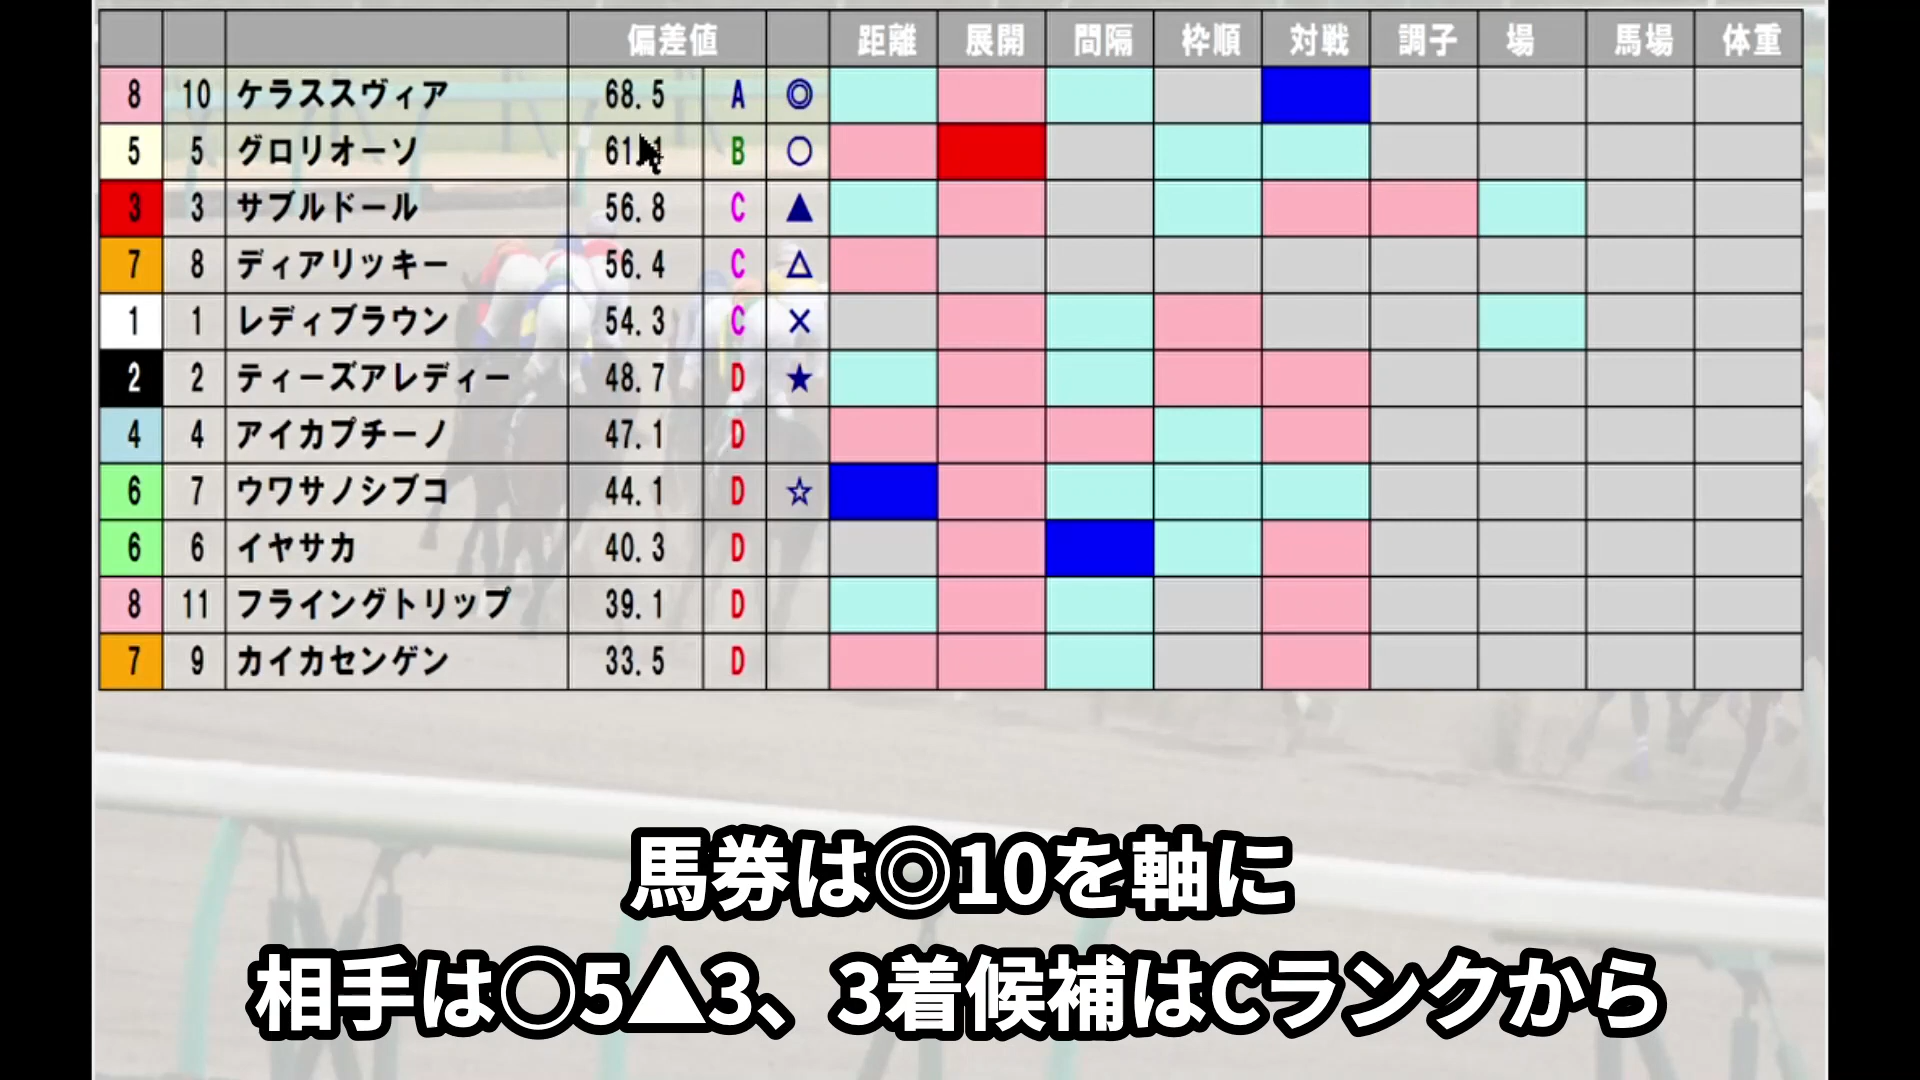 偏差値 距離 展開 間隔 枠順 対戦 調子 場 馬場 体重
8 10 ケラススヴィア 68.5 A ◎
5 5 グロリオーソ B ○
3 3 サブルドール 56.8 C ▲
7 8 ディアリッキー 56.4 C △
1 1 レディブラウン 54.3 C ×
2 2 ティーズアレディー 48.7 D ★
4 4 アイカプチーノ 47.1 D
6 7 ウワサノシブコ 44.1 D ☆
6 6 イヤサカ 40.3 D
8 11 フライングトリップ 39.1 D
7 9 カイカセンゲン 33.5 D
馬券は◎10を軸に
相手は○5▲3、3着候補はCランクから